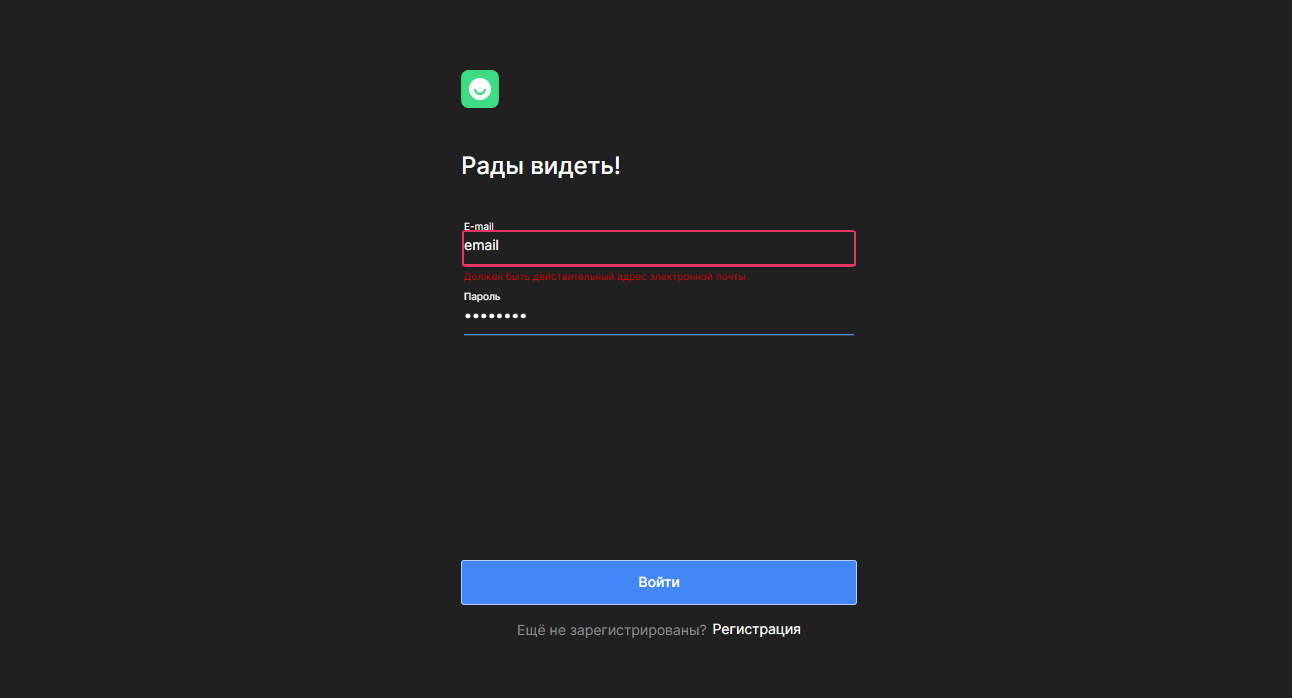 Рады видеть!
E-mail
email
Должен быть действительный адрес электронной почты
Пароль
••••••••
Войти
Ещё не зарегистрированы? Регистрация